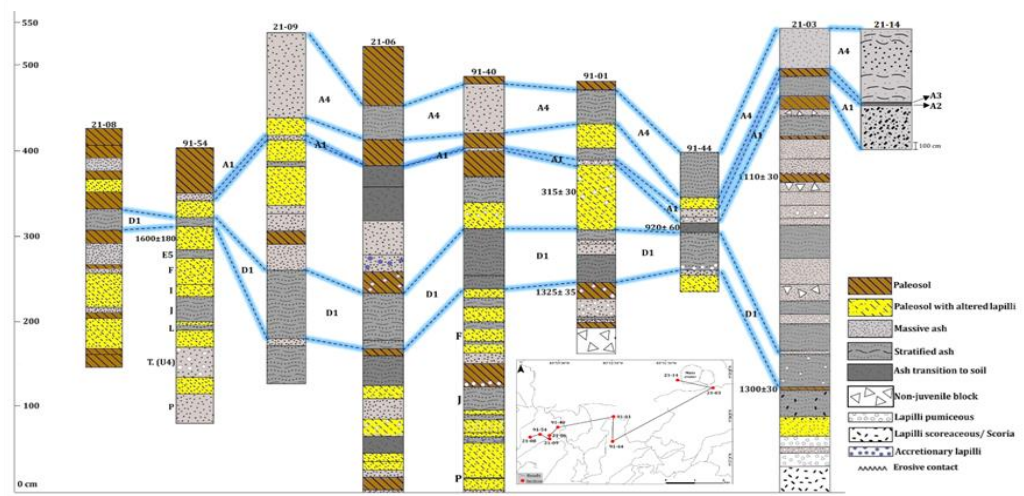 550
500
400
300
200
100
0 cm
21-08
91-54
21-09
21-06
91-40
91-01
91-44
21-03
21-14
A4
A4
A4
A4
A4
A4
A3
A2
A1
A1
A1
A1
A1
A1
A1
A1
100 cm
D1
D1
D1
D1
D1
D1
D1
1600±180
E5
F
I
J
L
T. (U4)
P
F
J
P
315± 30
1325± 35
920± 60
1110± 30
1300±30
Paleosol
Paleosol with altered lapilli
Massive ash
Stratified ash
Ash transition to soil
Non-juvenile block
Lapilli pumiceous
Lapilli scoreaceous/ Scoria
Accretionary lapilli
Erosive contact
21-14
21-03
91-01
91-40
91-54
21-08
21-09
91-44